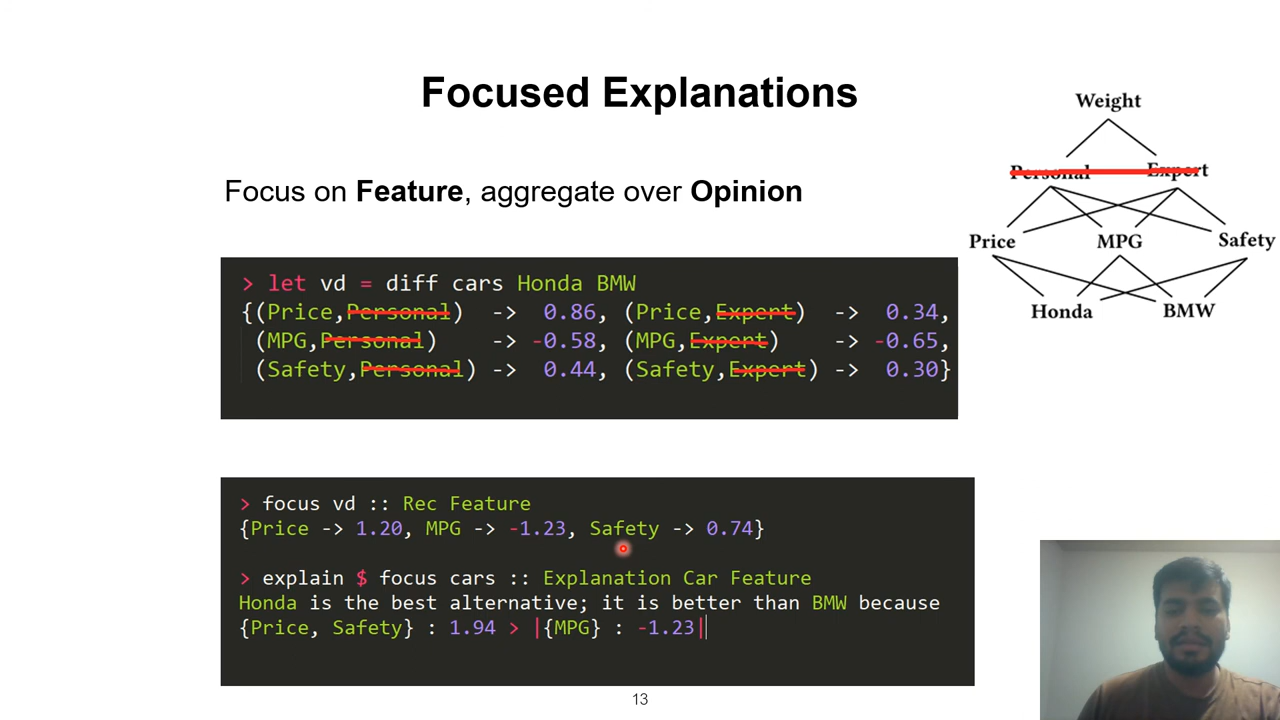 Focused Explanations
Weight
Personal Expert
Price MPG Safety
Honda BMW
Focus on Feature, aggregate over Opinion
> let vd = diff cars Honda BMW
{(Price,Personal) -> 0.86, (Price,Expert) -> 0.34,
(MPG,Personal) -> -0.58, (MPG,Expert) -> -0.65,
(Safety,Personal) -> 0.44, (Safety,Expert) -> 0.30}
> focus vd :: Rec Feature
{Price -> 1.20, MPG -> -1.23, Safety -> 0.74}
> explain $ focus cars :: Explanation Car Feature
Honda is the best alternative; it is better than BMW because
{Price, Safety} : 1.94 > |{MPG} : -1.23|
13